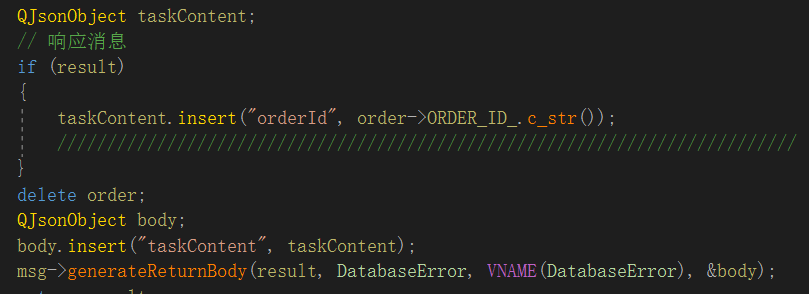 QJsonObject taskContent;
// 响应消息
if (result)
{
taskContent.insert("orderId", order->ORDER_ID_.c_str());
//////////////////////////////////////////////////////////////////////////
}
delete order;
QJsonObject body;
body.insert("taskContent", taskContent);
msg->generateReturnBody(result, DatabaseError, VNAME(DatabaseError), &body);